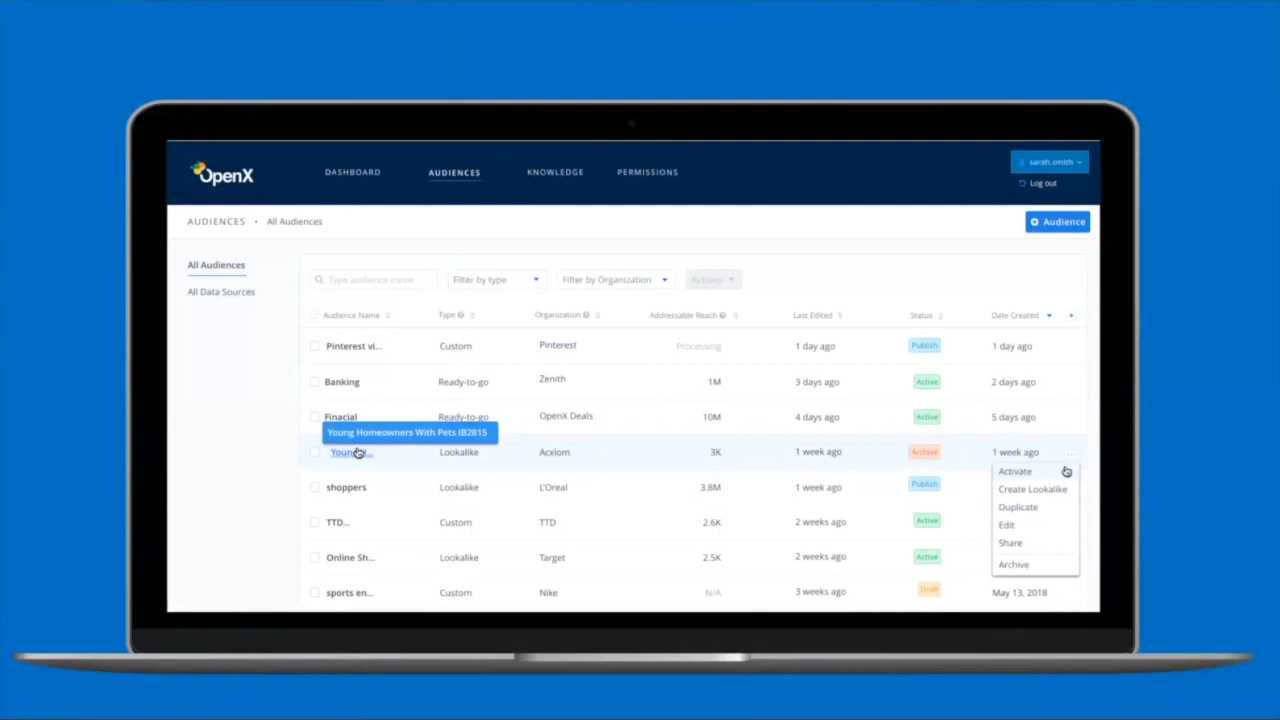 OpenX
DASHBOARD AUDIENCES KNOWLEDGE PERMISSIONS
sarah.smith
Log out
AUDIENCES • All Audiences
Audience
All Audiences
All Data Sources
Type audience name Filter by type Filter by Organization Actions
Audience Name Type Organization Addressable Reach Last Edited Status Date Created +
Pinterest vi... Custom Pinterest Processing 1 day ago Publish 1 day ago
Banking Ready-to-go Zenith 1M 3 days ago Active 2 days ago
Finacial Ready-to-go OpenX Deals 10M 4 days ago Active 5 days ago
Young Homeowners With Pets IB2815
Lookalike Acxiom 3K 1 week ago Archive 1 week ago ...
shoppers Lookalike L'Oreal 3.8M 1 week ago Publish
TTD... Custom TTD 2.6K 2 weeks ago Active
Online Sh... Lookalike Target 2.5K 2 weeks ago Active
sports en... Custom Nike N/A 3 weeks ago Draft May 13, 2018
Activate
Create Lookalike
Duplicate
Edit
Share
Archive